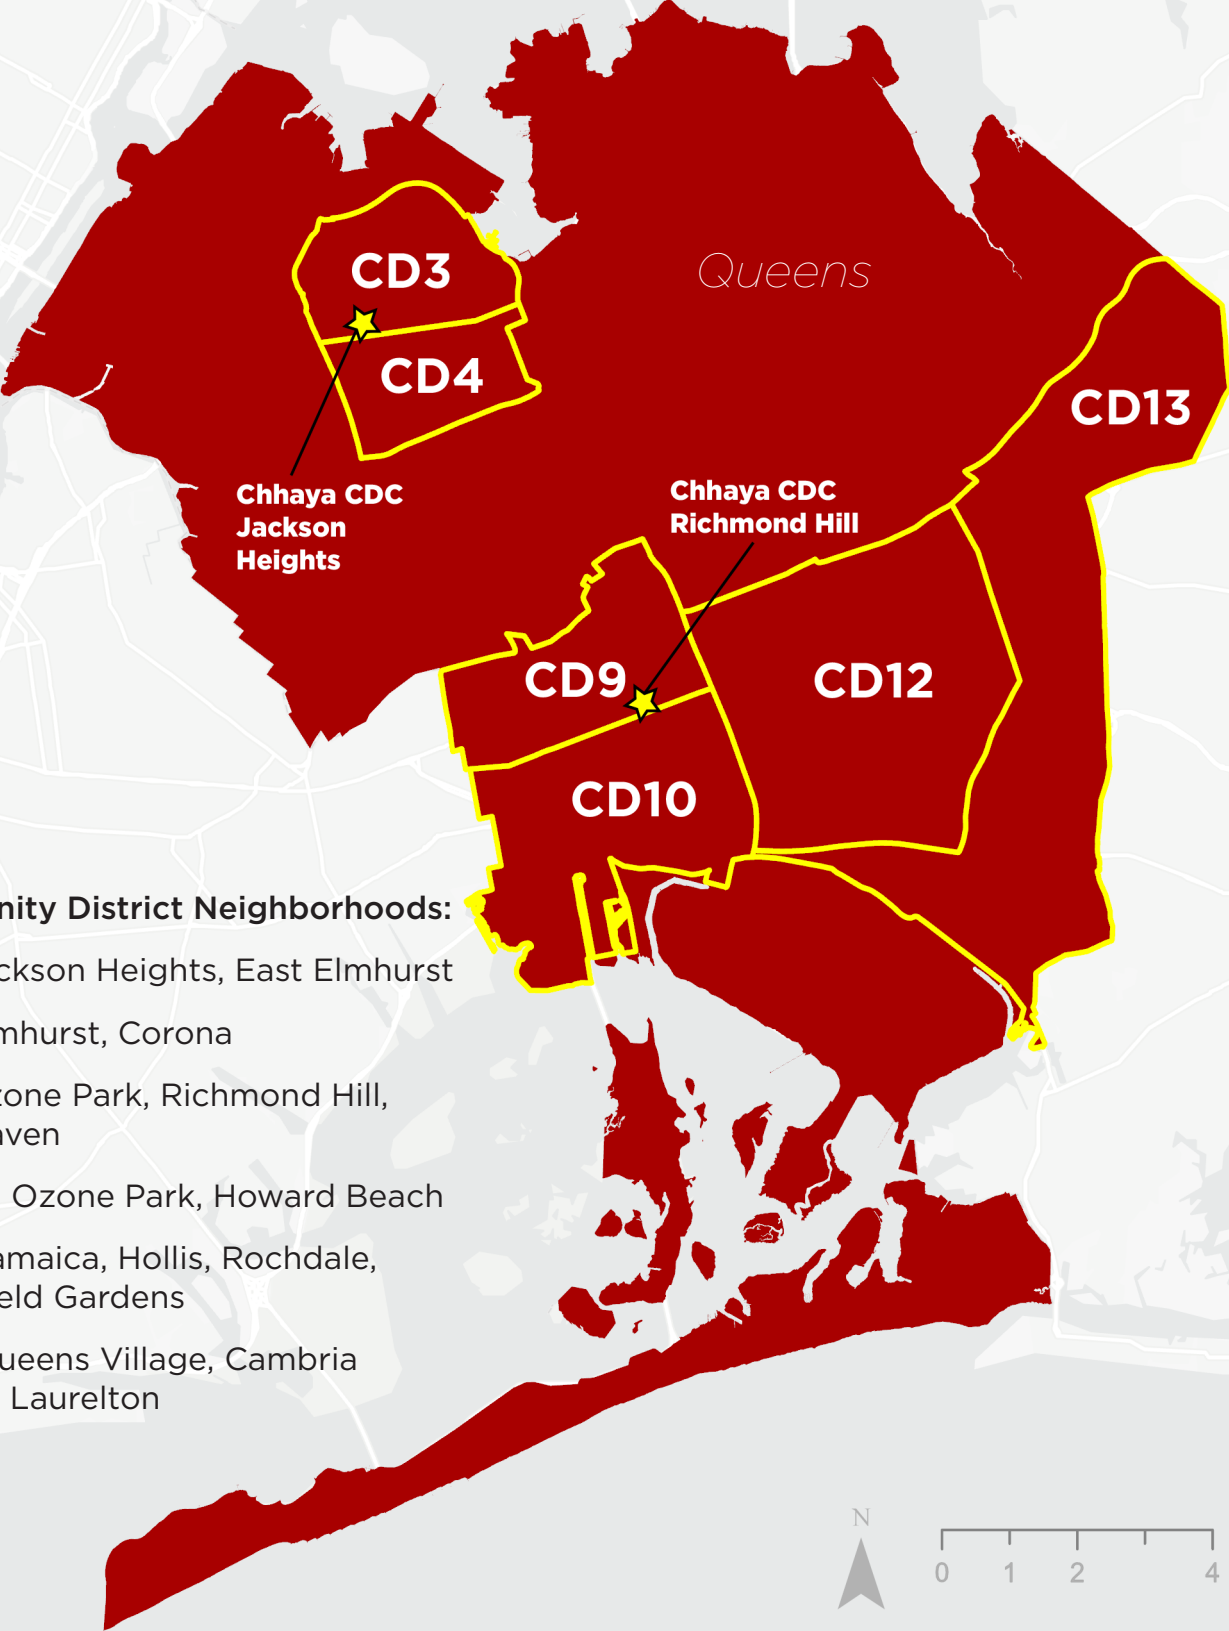 Queens
CD3
CD4
CD13
Chhaya CDC
Jackson
Heights
Chhaya CDC
Richmond Hill
CD9
CD12
CD10
nity District Neighborhoods:
ckson Heights, East Elmhurst
mhurst, Corona
zone Park, Richmond Hill,
aven
Ozone Park, Howard Beach
amaica, Hollis, Rochdale,
eld Gardens
ueens Village, Cambria
Laurelton
N
0 1 2 4